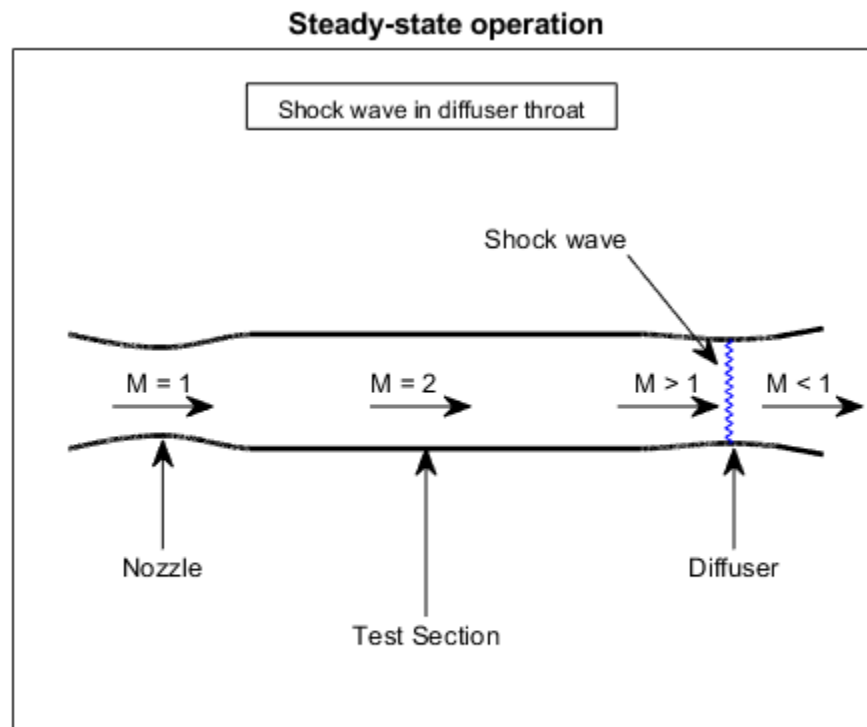 Steady-state operation
Shock wave in diffuser throat
Shock wave
M = 1
M = 2
M > 1
M < 1
Nozzle
Diffuser
Test Section